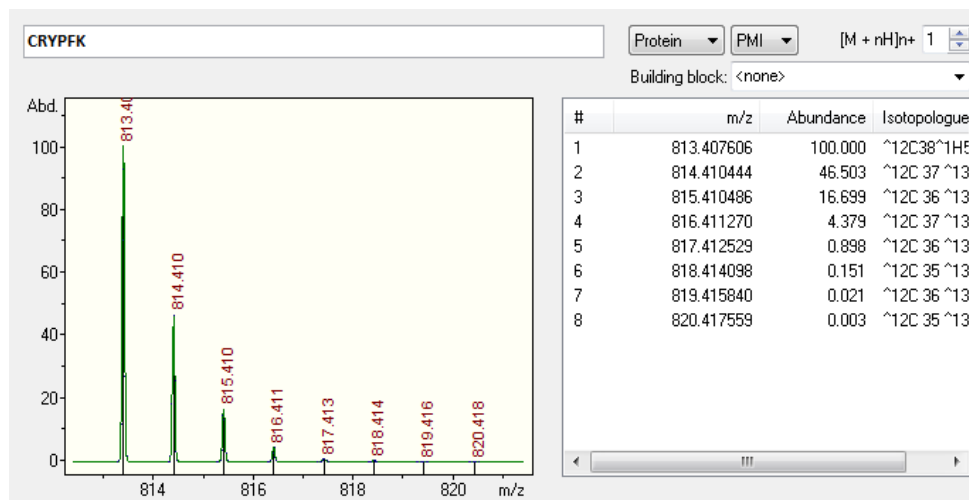 CRYPFK
Protein PMI [M + nH]n+ 1
Building block: <none>
Abd.
100
80
60
40
20
0
813.40
814.410
815.410
816.411
817.413
818.414
819.416
820.418
814 816 818 820 m/z
# m/z Abundance Isotopologue
1 813.407606 100.000 ^12C38^1H5
2 814.410444 46.503 ^12C 37 ^13
3 815.410486 16.699 ^12C 36 ^13
4 816.411270 4.379 ^12C 37 ^13
5 817.412529 0.898 ^12C 36 ^13
6 818.414098 0.151 ^12C 35 ^13
7 819.415840 0.021 ^12C 36 ^13
8 820.417559 0.003 ^12C 35 ^13